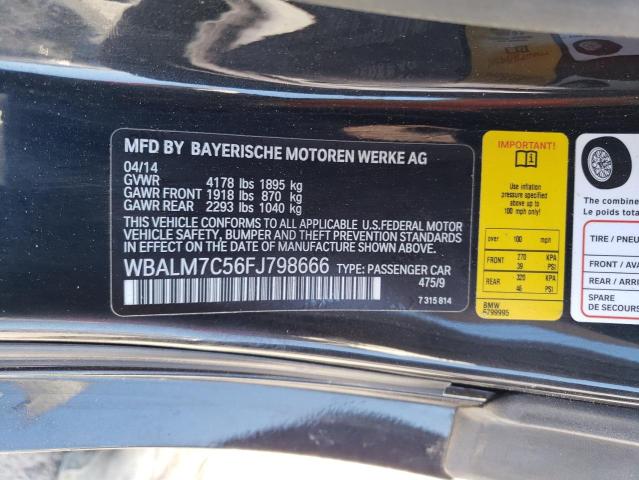 MFD BY BAYERISCHE MOTOREN WERKE AG
04/14
GVWR 4178 lbs 1895 kg
GAWR FRONT 1918 lbs 870 kg
GAWR REAR 2293 lbs 1040 kg
THIS VEHICLE CONFORMS TO ALL APPLICABLE U.S.FEDERAL MOTOR
VEHICLE SAFETY, BUMPER AND THEFT PREVENTION STANDARDS
IN EFFECT ON THE DATE OF MANUFACTURE SHOWN ABOVE.
WBALM7C56FJ798666 TYPE: PASSENGER CAR
475/9
7 315 814
IMPORTANT!
Use inflation
pressure specified
above up to
100 mph only!
over 100 mph
FRONT 270 KPA
39 PSI
REAR 320 KPA
46 PSI
BMW
6799995
The combine
Le poids total
TIRE / PNEU
FRONT / AVA
REAR / ARRI
SPARE
DE SECOURS